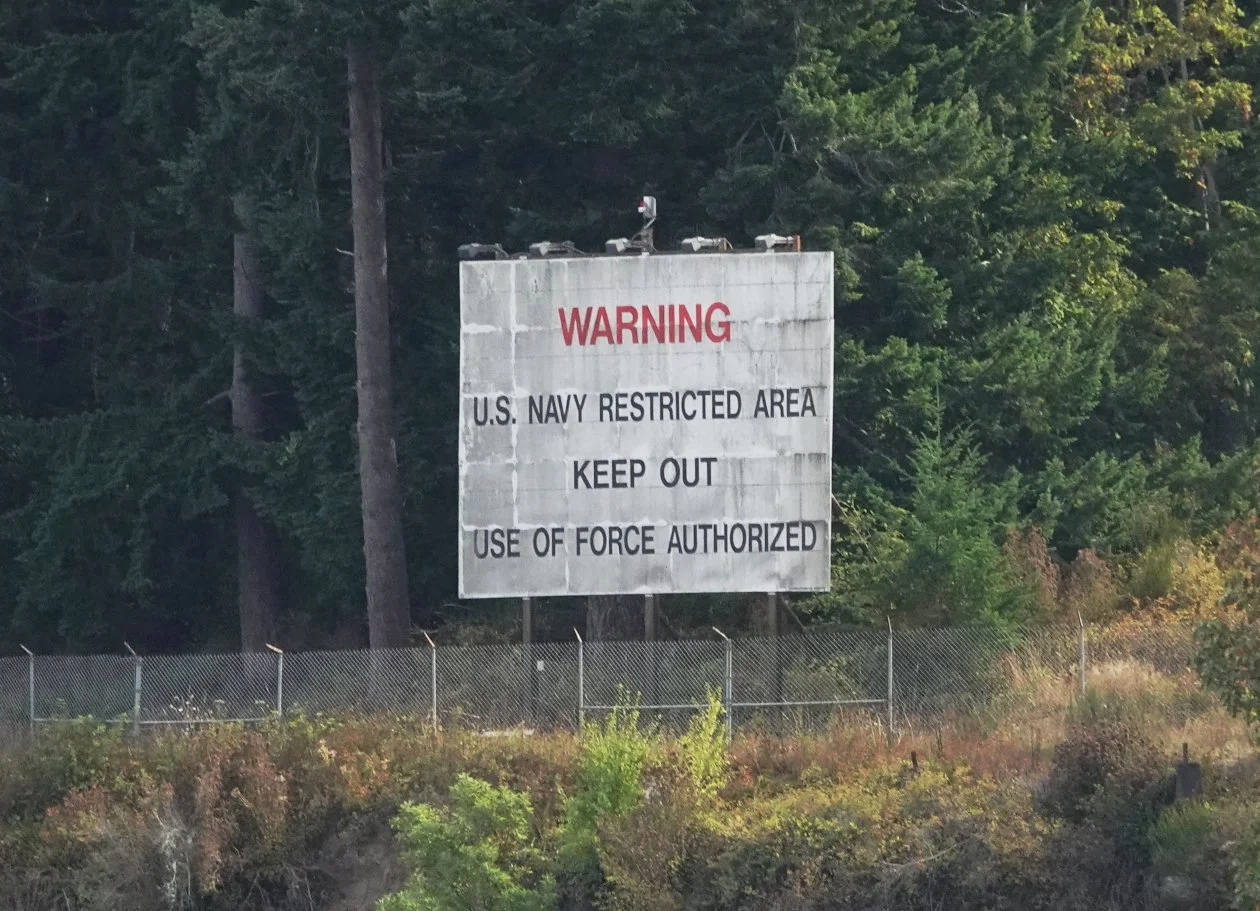 WARNING
U.S. NAVY RESTRICTED AREA
KEEP OUT
USE OF FORCE AUTHORIZED